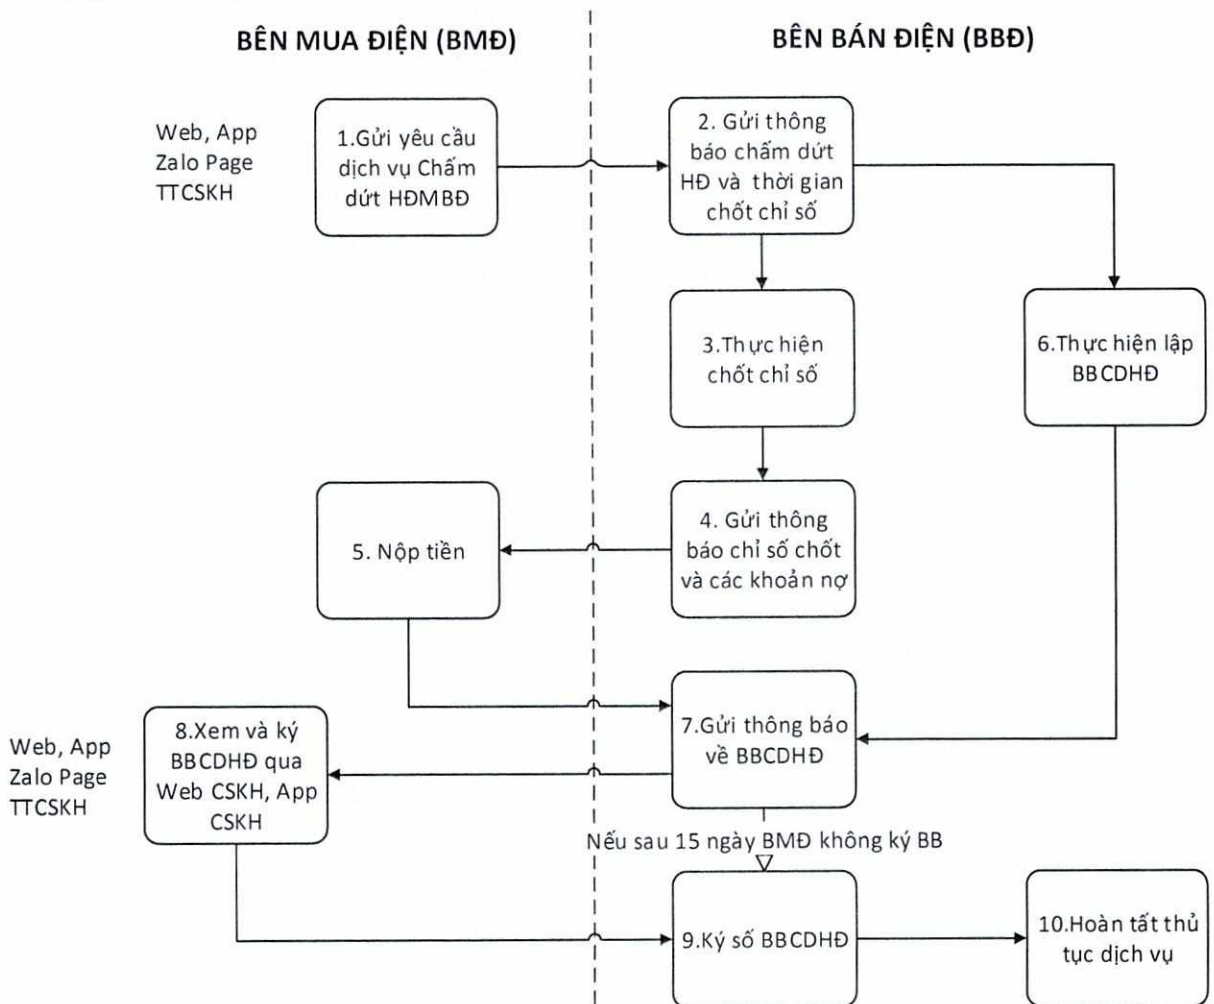 BÊN MUA ĐIỆN (BMĐ)
BÊN BÁN ĐIỆN (BBĐ)
Web, App
Zalo Page
TTCSKH
1.Gửi yêu cầu
dịch vụ Chấm
dứt HĐMBĐ
2. Gửi thông
báo chấm dứt
HĐ và thời gian
chốt chỉ số
3.Thực hiện
chốt chỉ số
6.Thực hiện lập
BBCDHĐ
4. Gửi thông
báo chỉ số chốt
và các khoản nợ
5. Nộp tiền
7.Gửi thông báo
về BBCDHĐ
Web, App
Zalo Page
TTCSKH
8.Xem và ký
BBCDHĐ qua
Web CSKH, App
CSKH
Nếu sau 15 ngày BMĐ không ký BB
9.Ký số BBCDHĐ
10.Hoàn tất thủ
tục dịch vụ